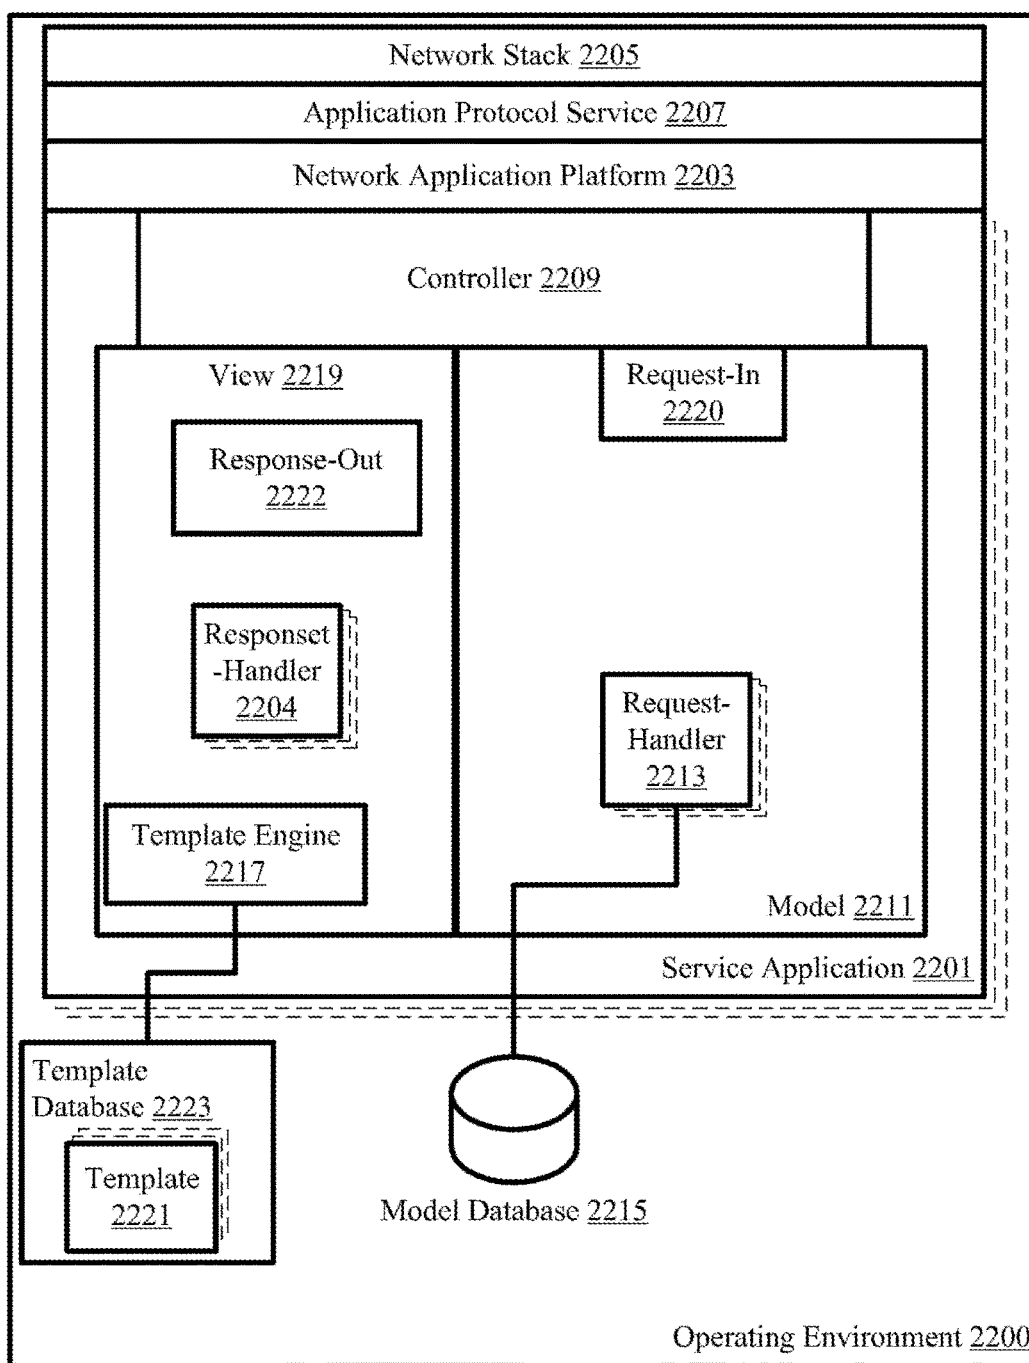 Network Stack 2205
Application Protocol Service 2207
Network Application Platform 2203
Controller 2209
View 2219
Response-Out
2222
Responset
-Handler
2204
Template Engine
2217
Request-In
2220
Request-
Handler
2213
Model 2211
Service Application 2201
Template
Database 2223
Template
2221
Model Database 2215
Operating Environment 2200